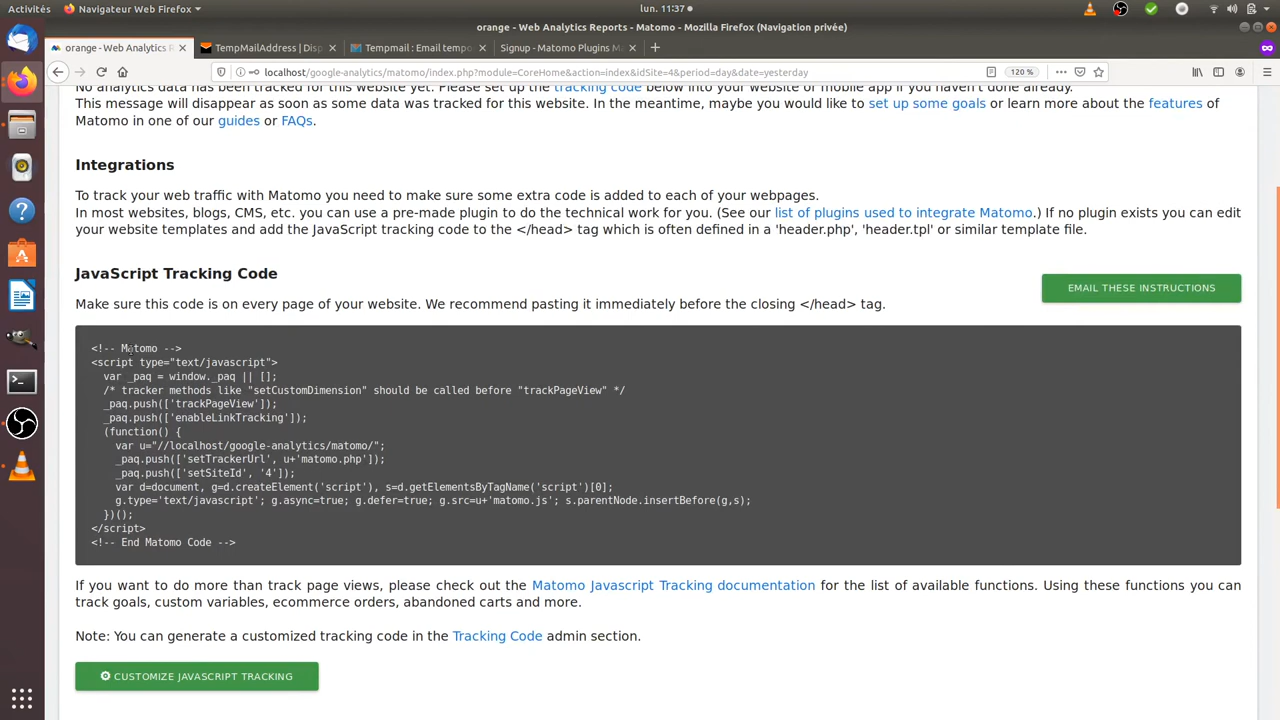 Activités
Navigateur Web Firefox
lun. 11:37
orange - Web Analytics Reports - Matomo - Mozilla Firefox (Navigation privée)
orange - Web Analytics R
TempMailAddress | Disp
Tempmail : Email tempo
Signup - Matomo Plugins M
localhost/google-analytics/matomo/index.php?module=CoreHome&action=index&idSite=4&period=day&date=yesterday
120 %
No analytics data has been tracked for this website yet. Please set up the tracking code below into your website or mobile app if you haven't done already.
This message will disappear as soon as some data was tracked for this website. In the meantime, maybe you would like to set up some goals or learn more about the features of
Matomo in one of our guides or FAQs.
Integrations
To track your web traffic with Matomo you need to make sure some extra code is added to each of your webpages.
In most websites, blogs, CMS, etc. you can use a pre-made plugin to do the technical work for you. (See our list of plugins used to integrate Matomo.) If no plugin exists you can edit
your website templates and add the JavaScript tracking code to the </head> tag which is often defined in a 'header.php', 'header.tpl' or similar template file.
JavaScript Tracking Code
EMAIL THESE INSTRUCTIONS
Make sure this code is on every page of your website. We recommend pasting it immediately before the closing </head> tag.
<!-- Matomo -->
<script type="text/javascript">
var _paq = window._paq || [];
/* tracker methods like "setCustomDimension" should be called before "trackPageView" */
_paq.push(['trackPageView']);
_paq.push(['enableLinkTracking']);
(function() {
var u="//localhost/google-analytics/matomo/";
_paq.push(['setTrackerUrl', u+'matomo.php']);
_paq.push(['setSiteId', '4']);
var d=document, g=d.createElement('script'), s=d.getElementsByTagName('script')[0];
g.type='text/javascript'; g.async=true; g.defer=true; g.src=u+'matomo.js'; s.parentNode.insertBefore(g,s);
})();
</script>
<!-- End Matomo Code -->
If you want to do more than track page views, please check out the Matomo Javascript Tracking documentation for the list of available functions. Using these functions you can
track goals, custom variables, ecommerce orders, abandoned carts and more.
Note: You can generate a customized tracking code in the Tracking Code admin section.
CUSTOMIZE JAVASCRIPT TRACKING